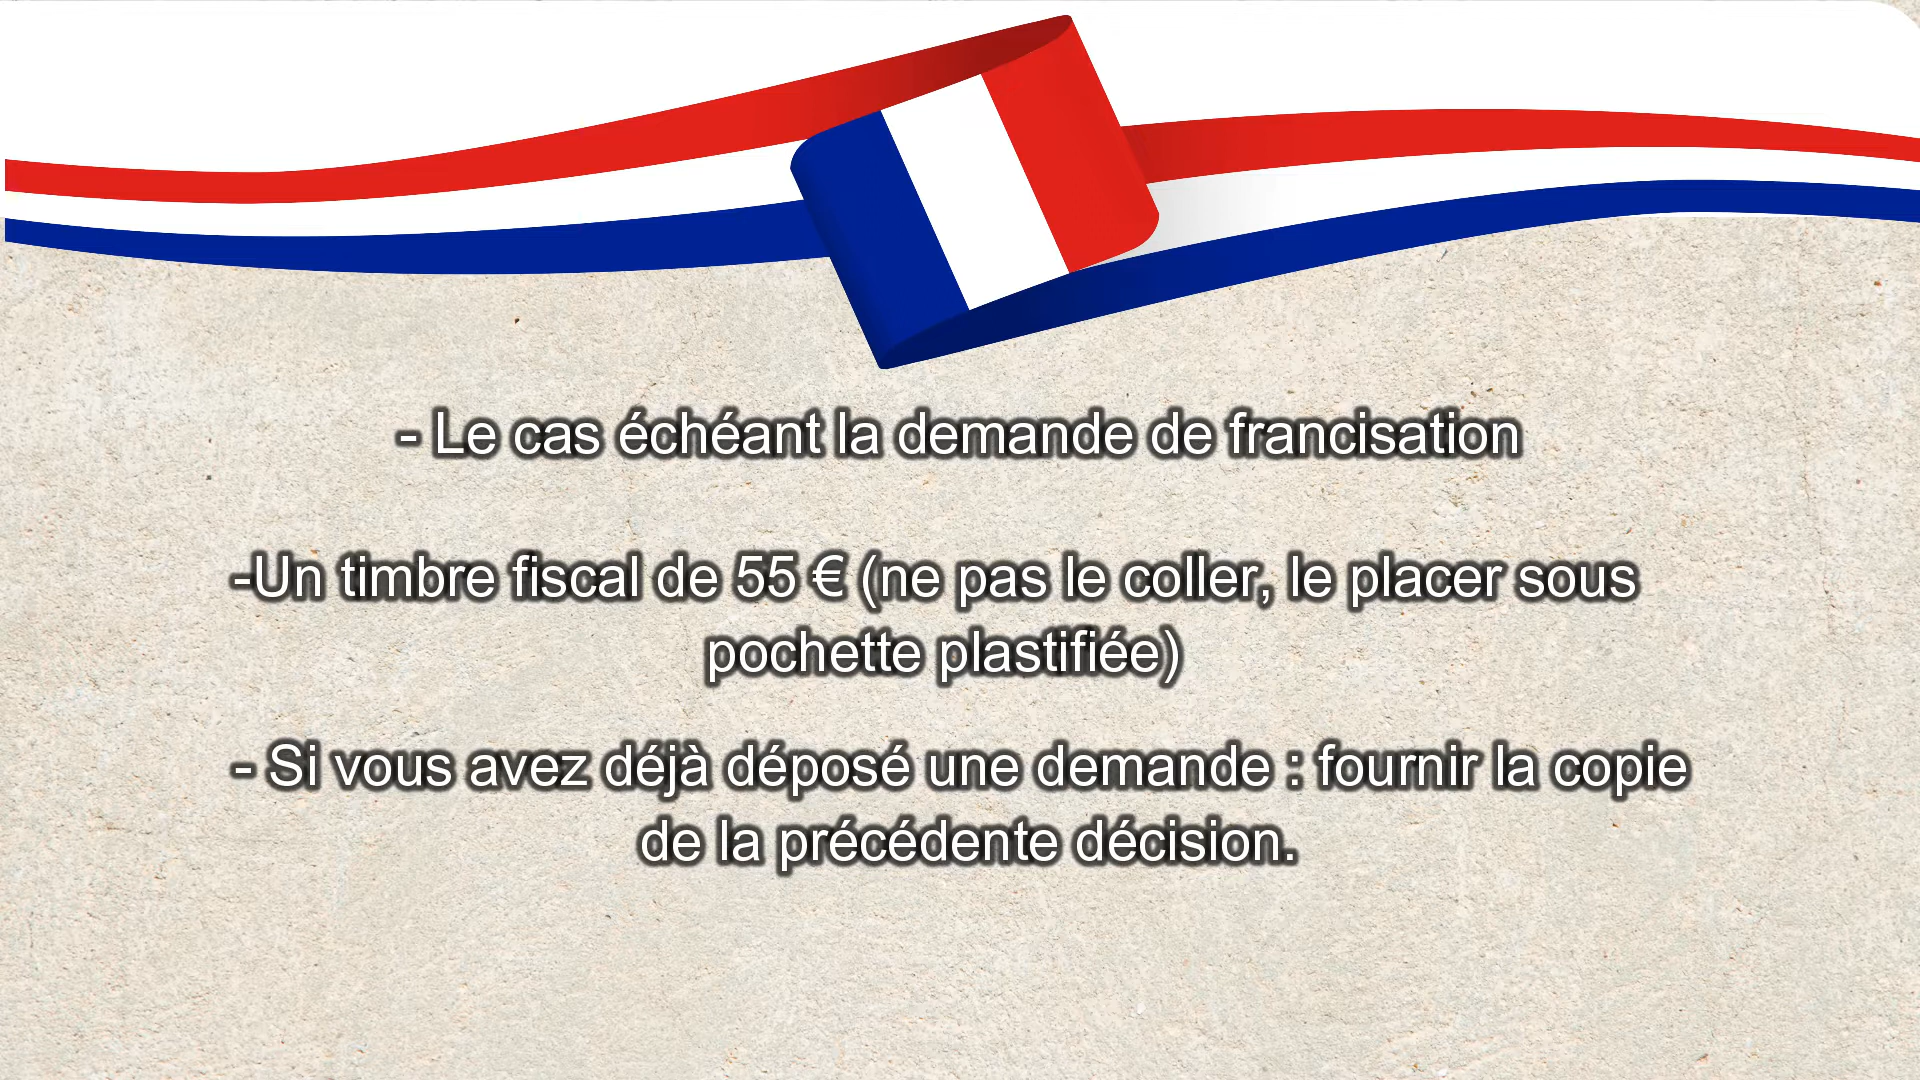 - Le cas échéant la demande de francisation
-Un timbre fiscal de 55 € (ne pas le coller, le placer sous
pochette plastifiée)
- Si vous avez déjà déposé une demande : fournir la copie
de la précédente décision.